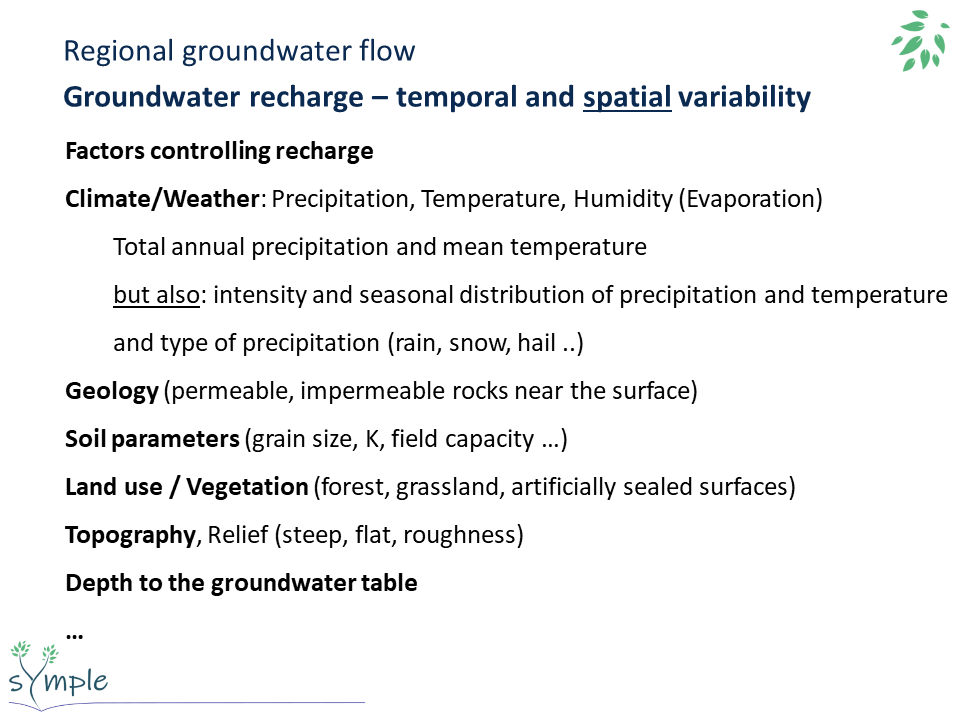 Regional groundwater flow
Groundwater recharge – temporal and spatial variability
Factors controlling recharge
Climate/Weather: Precipitation, Temperature, Humidity (Evaporation)
Total annual precipitation and mean temperature
but also: intensity and seasonal distribution of precipitation and temperature
and type of precipitation (rain, snow, hail ..)
Geology (permeable, impermeable rocks near the surface)
Soil parameters (grain size, K, field capacity …)
Land use / Vegetation (forest, grassland, artificially sealed surfaces)
Topography, Relief (steep, flat, roughness)
Depth to the groundwater table
…
sYmple